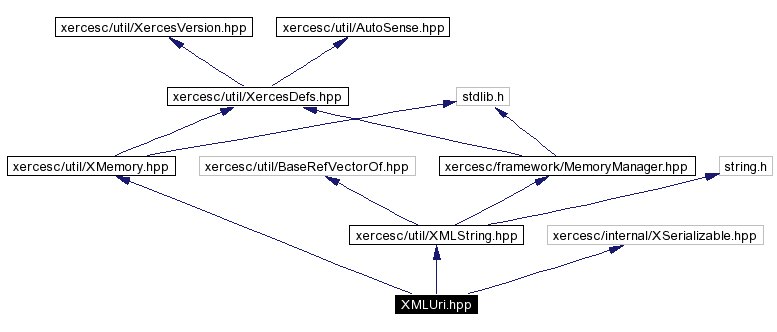 xercesc/util/XercesVersion.hpp
xercesc/util/AutoSense.hpp
xercesc/util/XercesDefs.hpp
stdlib.h
xercesc/util/XMemory.hpp
xercesc/util/BaseRefVectorOf.hpp
xercesc/framework/MemoryManager.hpp
string.h
xercesc/util/XMLString.hpp
xercesc/internal/XSerializable.hpp
XMLUri.hpp